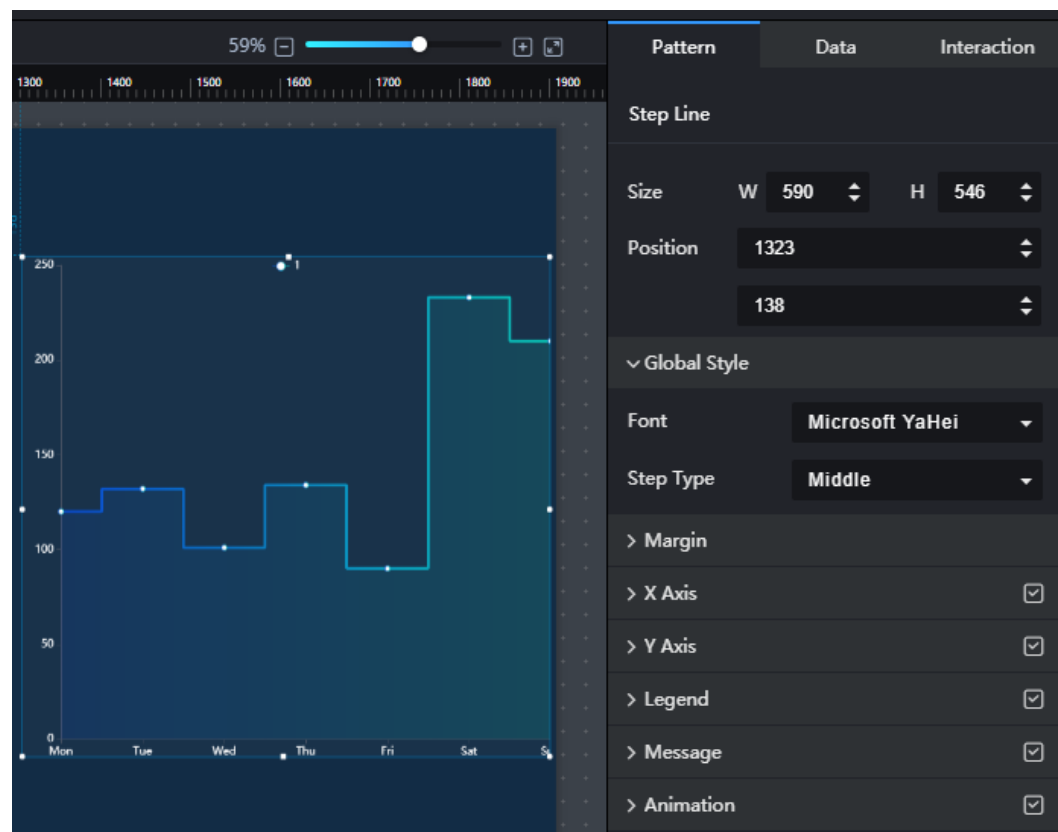 59%
Pattern Data Interaction
1300 1400 1500 1600 1700 1800 1900
Step Line
Size W 590 H 546
Position 1323
138
Global Style
Font Microsoft YaHei
Step Type Middle
Margin
X Axis
Y Axis
Legend
Message
Animation
1
250
200
150
100
50
0
Mon Tue Wed Thu Fri Sat